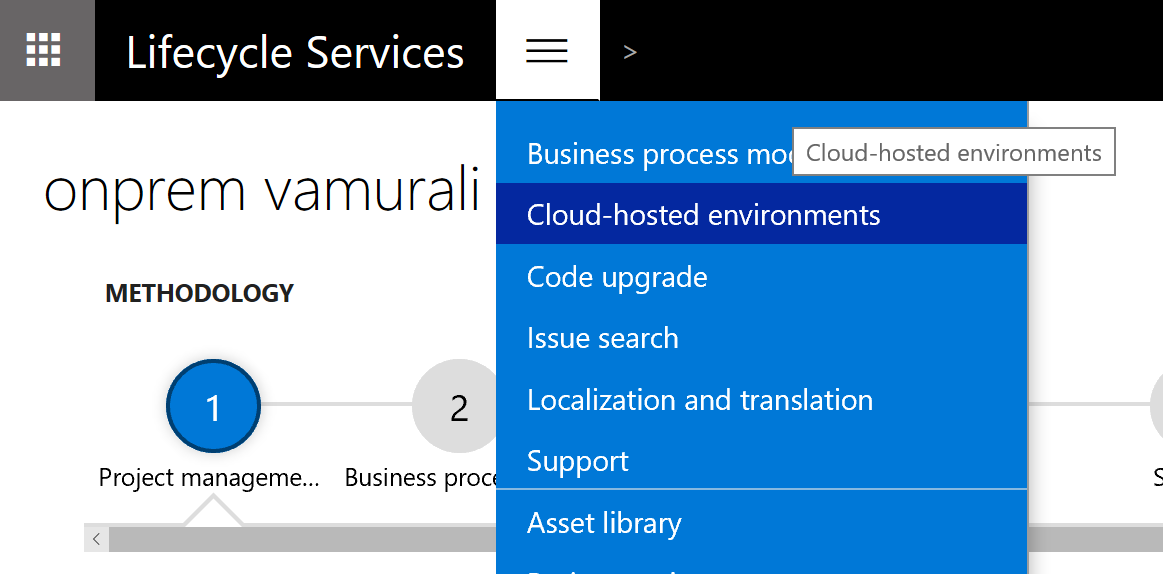 Lifecycle Services
>
onprem vamurali
METHODOLOGY
1
2
Project manageme...
Business proce
Business process mo
Cloud-hosted environments
Cloud-hosted environments
Code upgrade
Issue search
Localization and translation
Support
Asset library